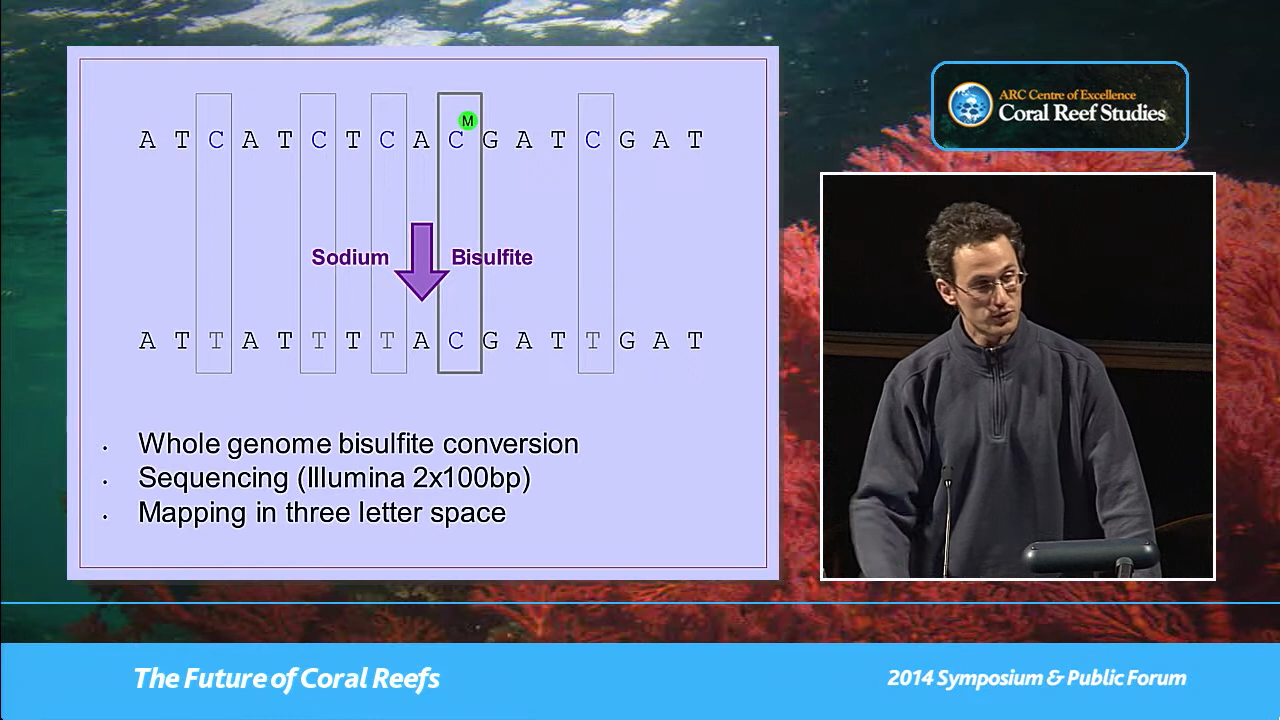 ARC Centre of Excellence
Coral Reef Studies
M
A T C A T C T C A C G A T C G A T
Sodium Bisulfite
A T T A T T T T A C G A T T G A T
· Whole genome bisulfite conversion
· Sequencing (Illumina 2x100bp)
· Mapping in three letter space
The Future of Coral Reefs
2014 Symposium & Public Forum